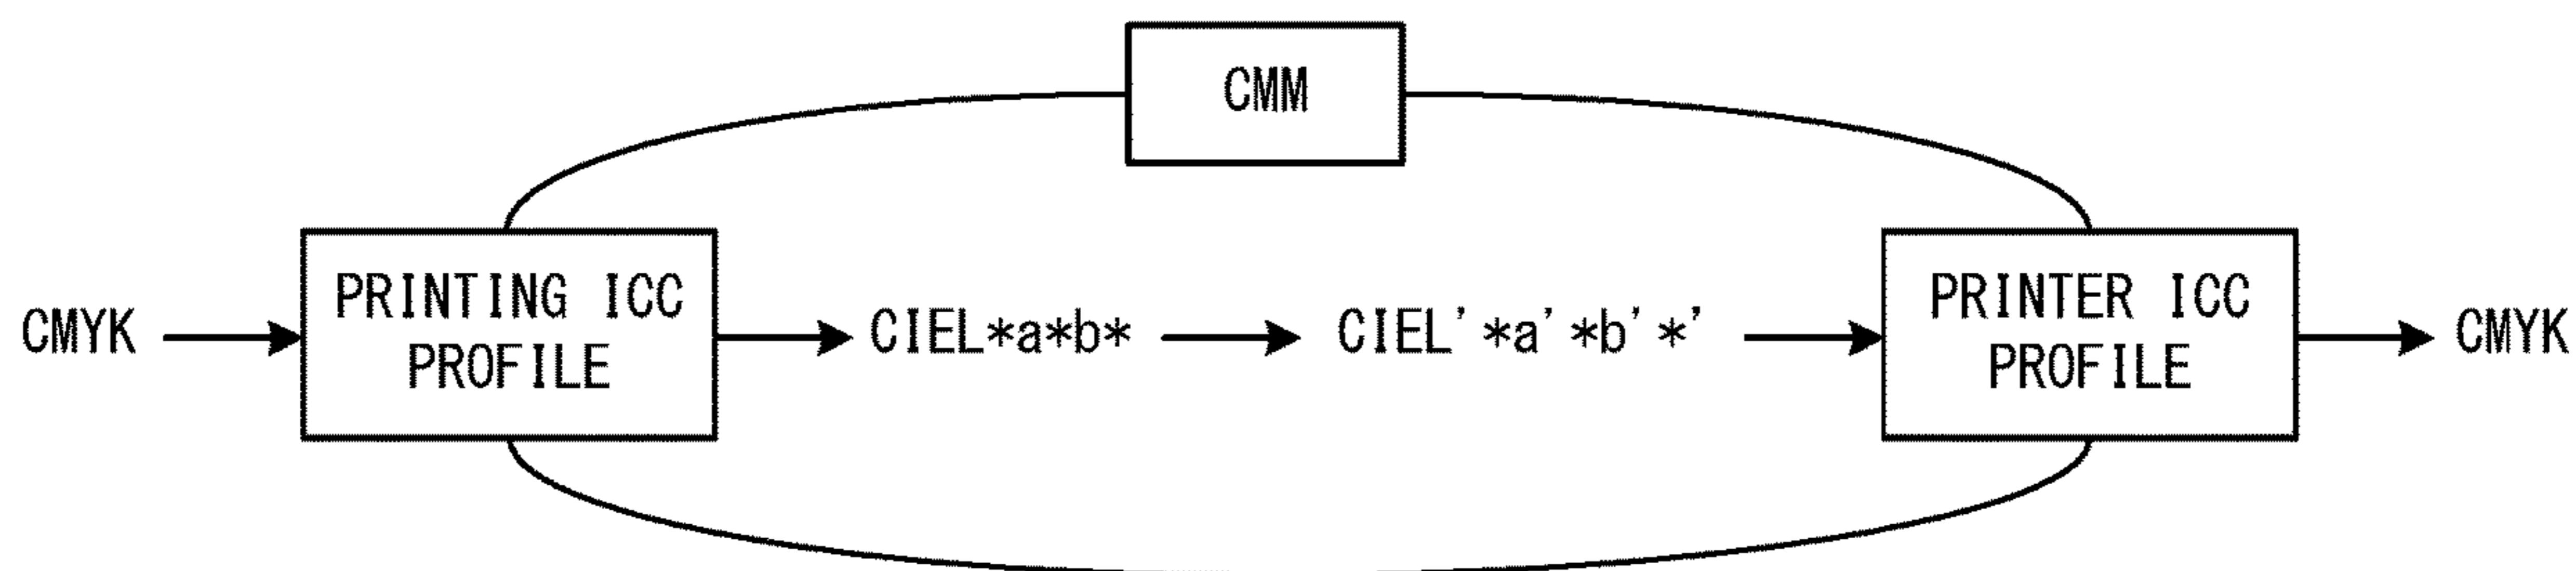 CMM
CMYK
PRINTING ICC
PROFILE
CIEL*a*b*
CIEL'*a'*b'*'
PRINTER ICC
PROFILE
CMYK